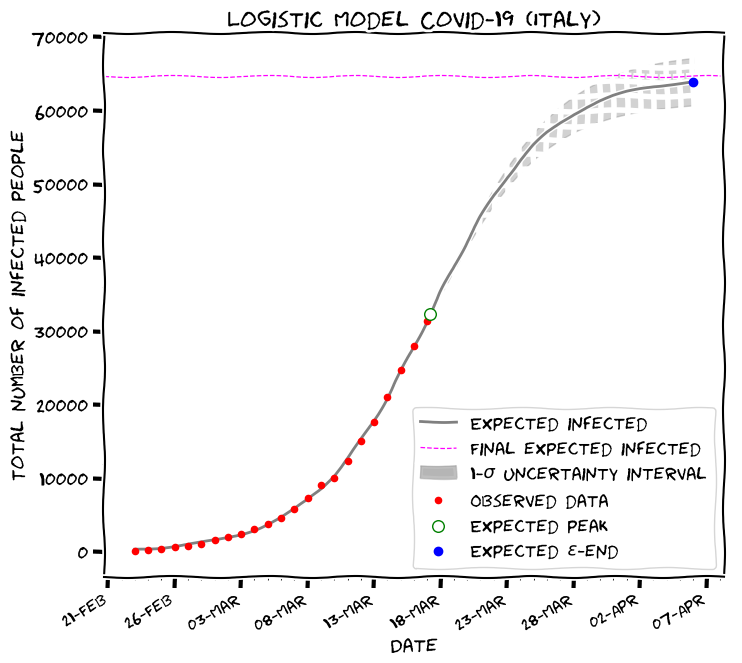 LOGISTIC MODEL COVID-19 (ITALY)
70000
60000
50000
40000
30000
20000
10000
0
TOTAL NUMBER OF INFECTED PEOPLE
EXPECTED INFECTED
FINAL EXPECTED INFECTED
1-σ UNCERTAINTY INTERVAL
OBSERVED DATA
EXPECTED PEAK
EXPECTED ε-END
21-FEB
26-FEB
03-MAR
08-MAR
13-MAR
18-MAR
23-MAR
28-MAR
02-APR
07-APR
DATE